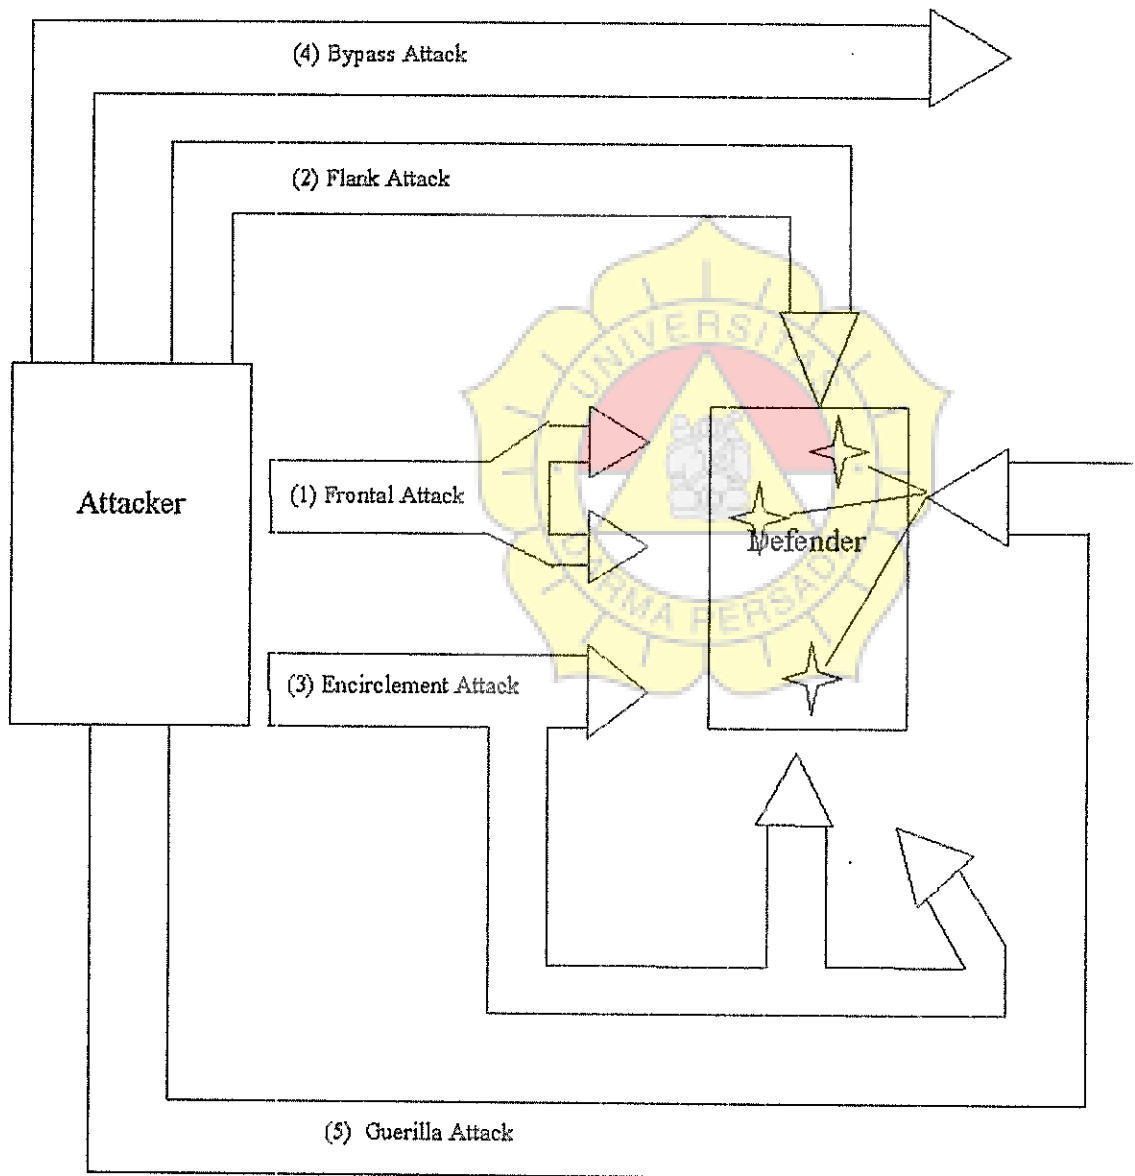 (4) Bypass Attack
(2) Flank Attack
UNIVERSITAS
Attacker
(1) Frontal Attack
Defender
DARMA PERSADA
(3) Encirclement Attack
(5) Guerilla Attack